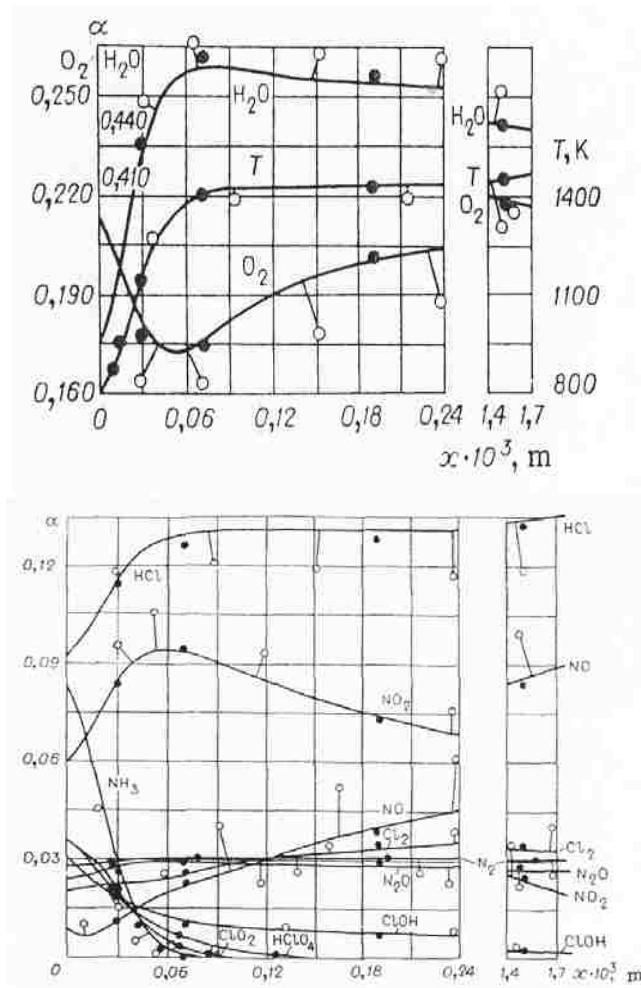 α
O₂ H₂O
0,250
0,440
H₂O
H₂O
T, K
0,410
T
T
0,220
O₂
1400
O₂
0,190
1100
0,160
800
0 0,06 0,12 0,18 0,24 1,4 1,7
x·10³, m
α
HCl
0,12
HCl
0,09
NO
NO₂
0,06
NH₃
NO
Cl₂
0,03
N₂
Cl₂
N₂O
N₂O
NO₂
ClOH
ClO₂
HClO₄
ClOH
0 0,06 0,12 0,18 0,24 1,4 1,7 x·10³, m